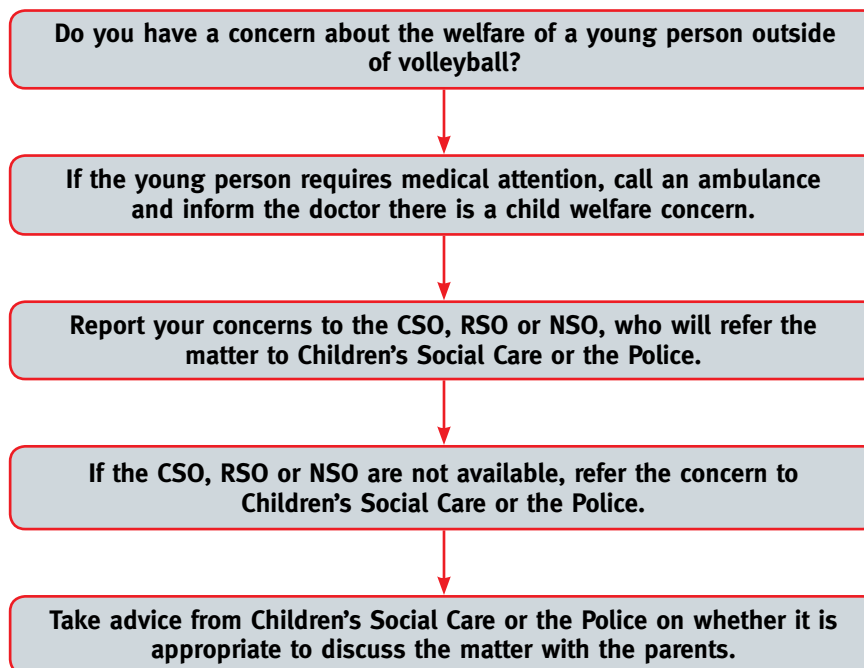 Do you have a concern about the welfare of a young person outside
of volleyball?
If the young person requires medical attention, call an ambulance
and inform the doctor there is a child welfare concern.
Report your concerns to the CSO, RSO or NSO, who will refer the
matter to Children’s Social Care or the Police.
If the CSO, RSO or NSO are not available, refer the concern to
Children’s Social Care or the Police.
Take advice from Children’s Social Care or the Police on whether it is
appropriate to discuss the matter with the parents.